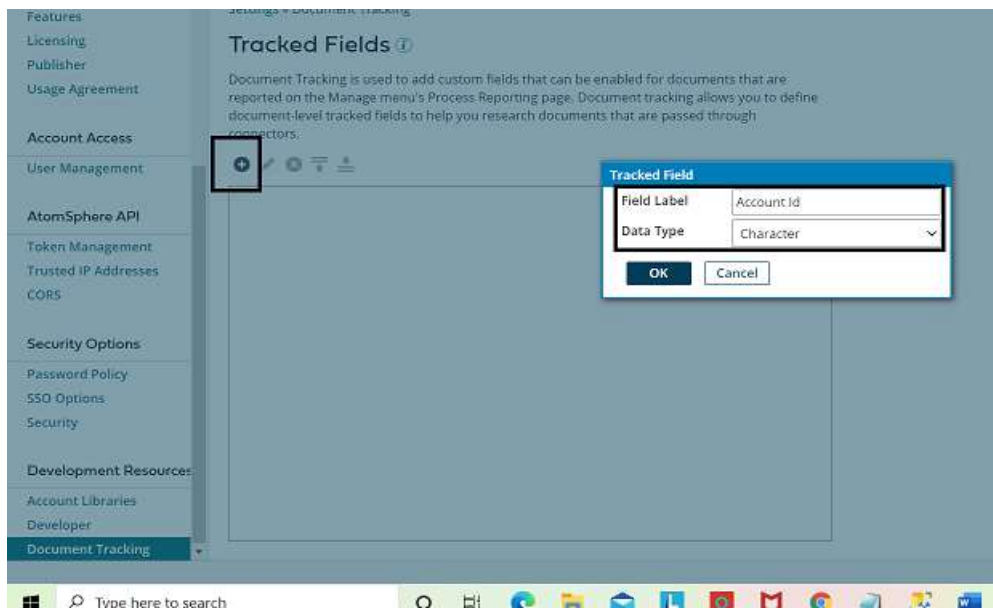 Features
Licensing
Publisher
Usage Agreement
Account Access
User Management
AtomSphere API
Token Management
Trusted IP Addresses
CORS
Security Options
Password Policy
SSO Options
Security
Development Resources
Account Libraries
Developer
Document Tracking
Settings » Document Tracking
Tracked Fields
Document Tracking is used to add custom fields that can be enabled for documents that are
reported on the Manage menu's Process Reporting page. Document tracking allows you to define
document-level tracked fields to help you research documents that are passed through
connectors.
Tracked Field
Field Label Account Id
Data Type Character
OK Cancel
Type here to search